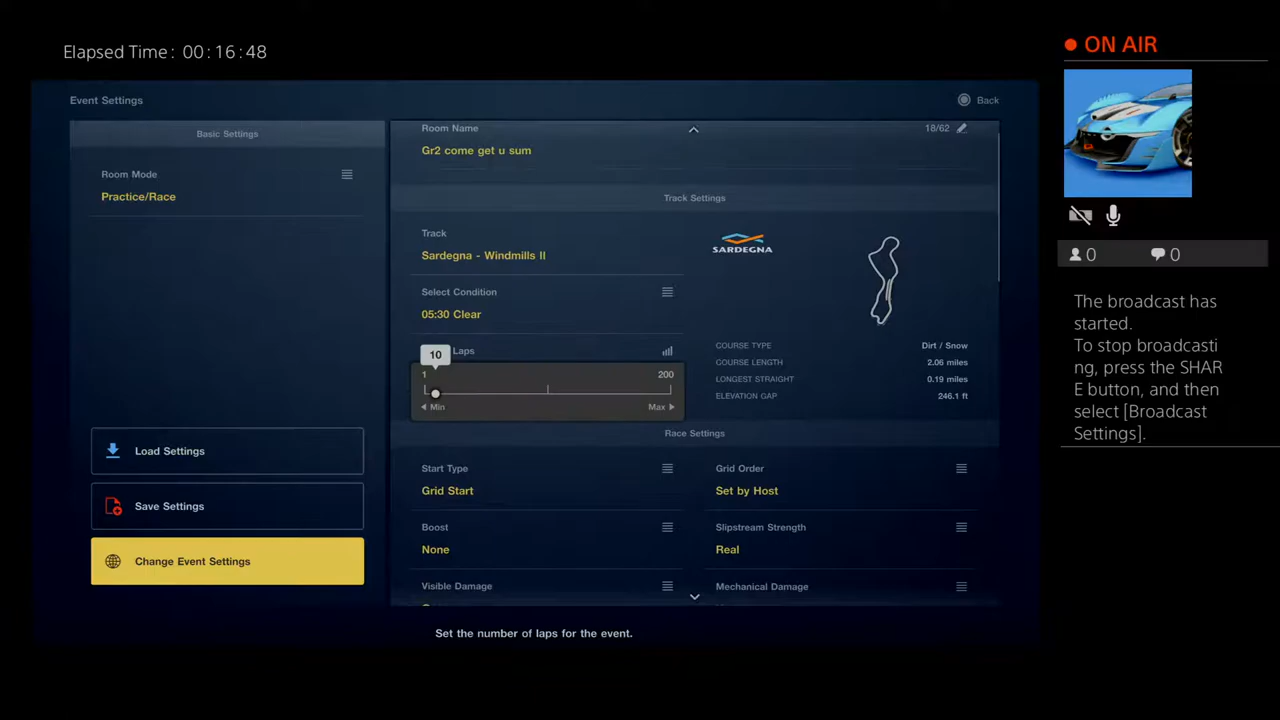 Elapsed Time: 00:16:48
ON AIR
Event Settings
Back
Basic Settings
Room Mode
Practice/Race
Load Settings
Save Settings
Change Event Settings
Room Name
18/62
Gr2 come get u sum
Track Settings
Track
Sardegna - Windmills II
SARDEGNA
Select Condition
05:30 Clear
10
Laps
1
200
Min
Max
COURSE TYPE
Dirt / Snow
COURSE LENGTH
2.06 miles
LONGEST STRAIGHT
0.19 miles
ELEVATION GAP
246.1 ft
Race Settings
Start Type
Grid Start
Grid Order
Set by Host
Boost
None
Slipstream Strength
Real
Visible Damage
Mechanical Damage
Set the number of laps for the event.
0
0
The broadcast has
started.
To stop broadcasti
ng, press the SHAR
E button, and then
select [Broadcast
Settings].